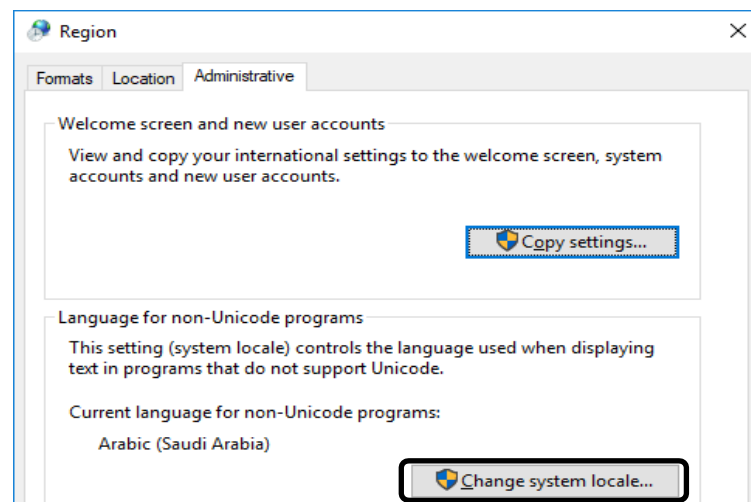 Region
Formats Location Administrative
Welcome screen and new user accounts
View and copy your international settings to the welcome screen, system
accounts and new user accounts.
Copy settings...
Language for non-Unicode programs
This setting (system locale) controls the language used when displaying
text in programs that do not support Unicode.
Current language for non-Unicode programs:
Arabic (Saudi Arabia)
Change system locale...